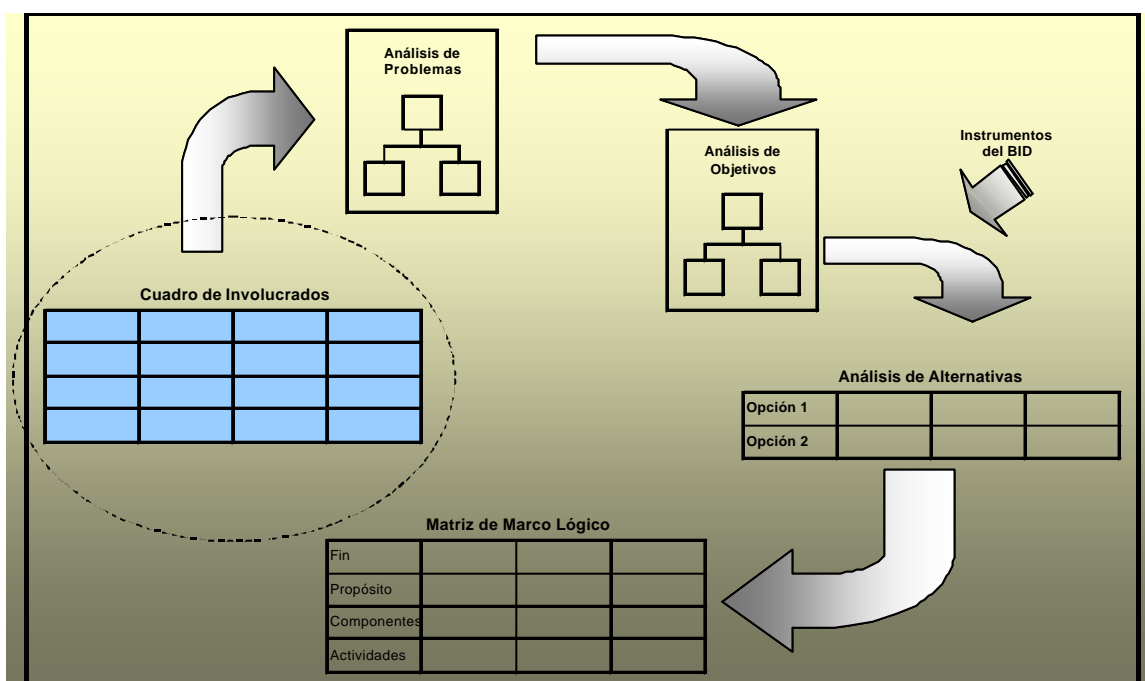 Análisis de
Problemas
Análisis de
Objetivos
Instrumentos
del BID
Cuadro de Involucrados
Análisis de Alternativas
Opción 1
Opción 2
Matriz de Marco Lógico
Fin
Propósito
Componentes
Actividades